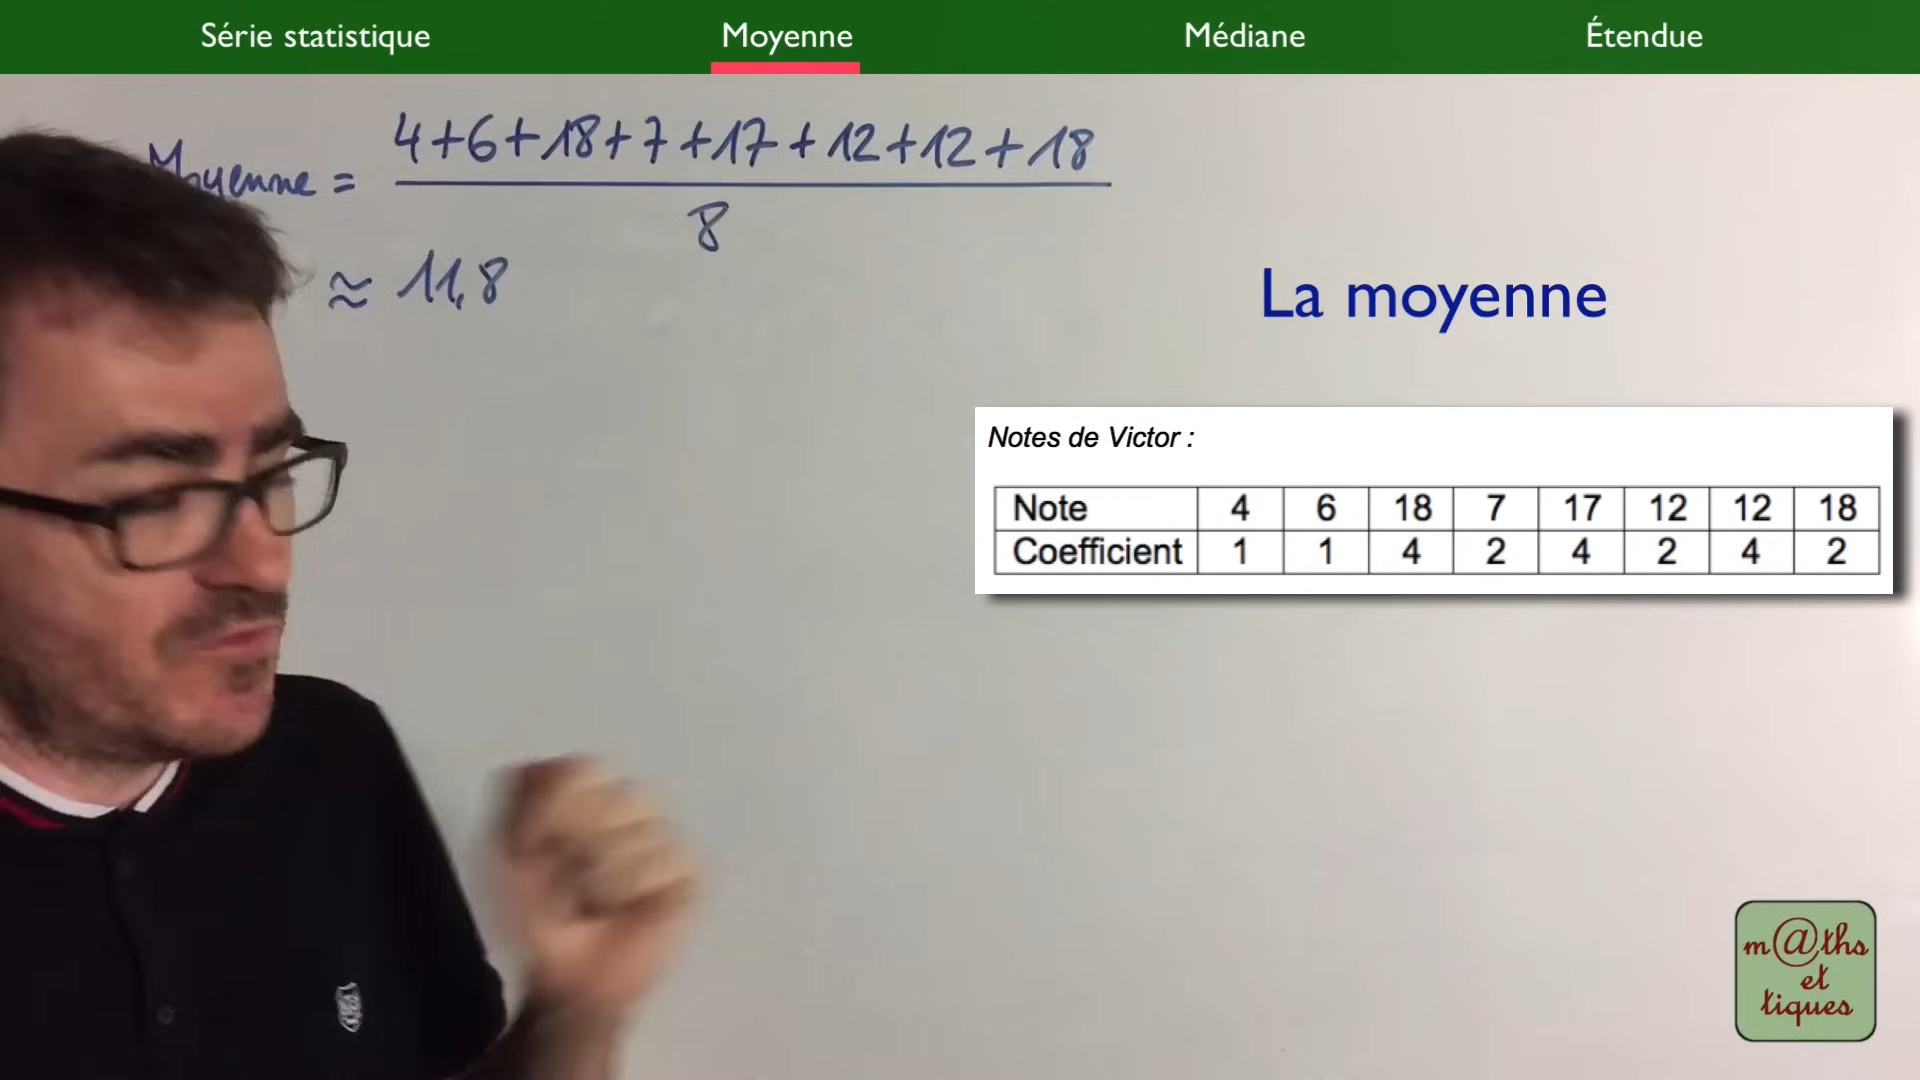 Série statistique Moyenne Médiane Étendue
Moyenne = 4+6+18+7+17+12+12+18
8
≈ 11,8
La moyenne
Notes de Victor :
Note 4 6 18 7 17 12 12 18
Coefficient 1 1 4 2 4 2 4 2
m@ths
et
tiques